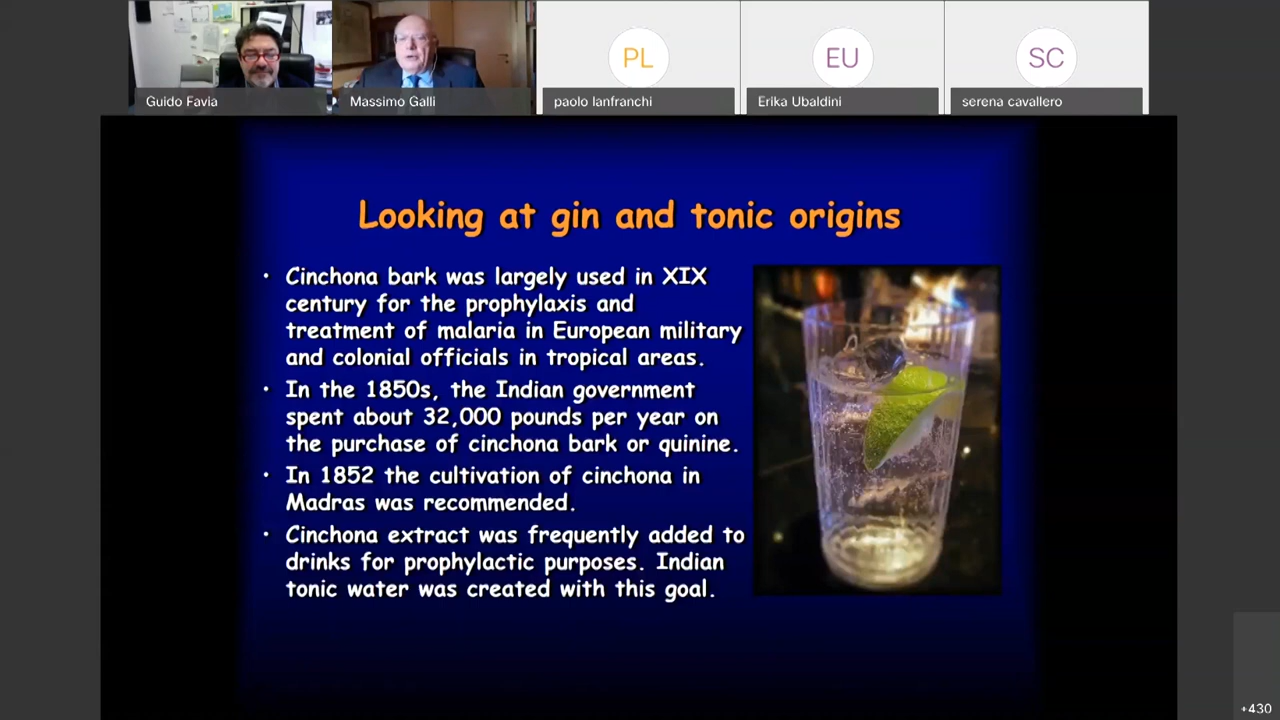 PL
EU
SC
Guido Favia
Massimo Galli
paolo lanfranchi
Erika Ubaldini
serena cavallero
Looking at gin and tonic origins
• Cinchona bark was largely used in XIX
century for the prophylaxis and
treatment of malaria in European military
and colonial officials in tropical areas.
• In the 1850s, the Indian government
spent about 32,000 pounds per year on
the purchase of cinchona bark or quinine.
• In 1852 the cultivation of cinchona in
Madras was recommended.
• Cinchona extract was frequently added to
drinks for prophylactic purposes. Indian
tonic water was created with this goal.
+430